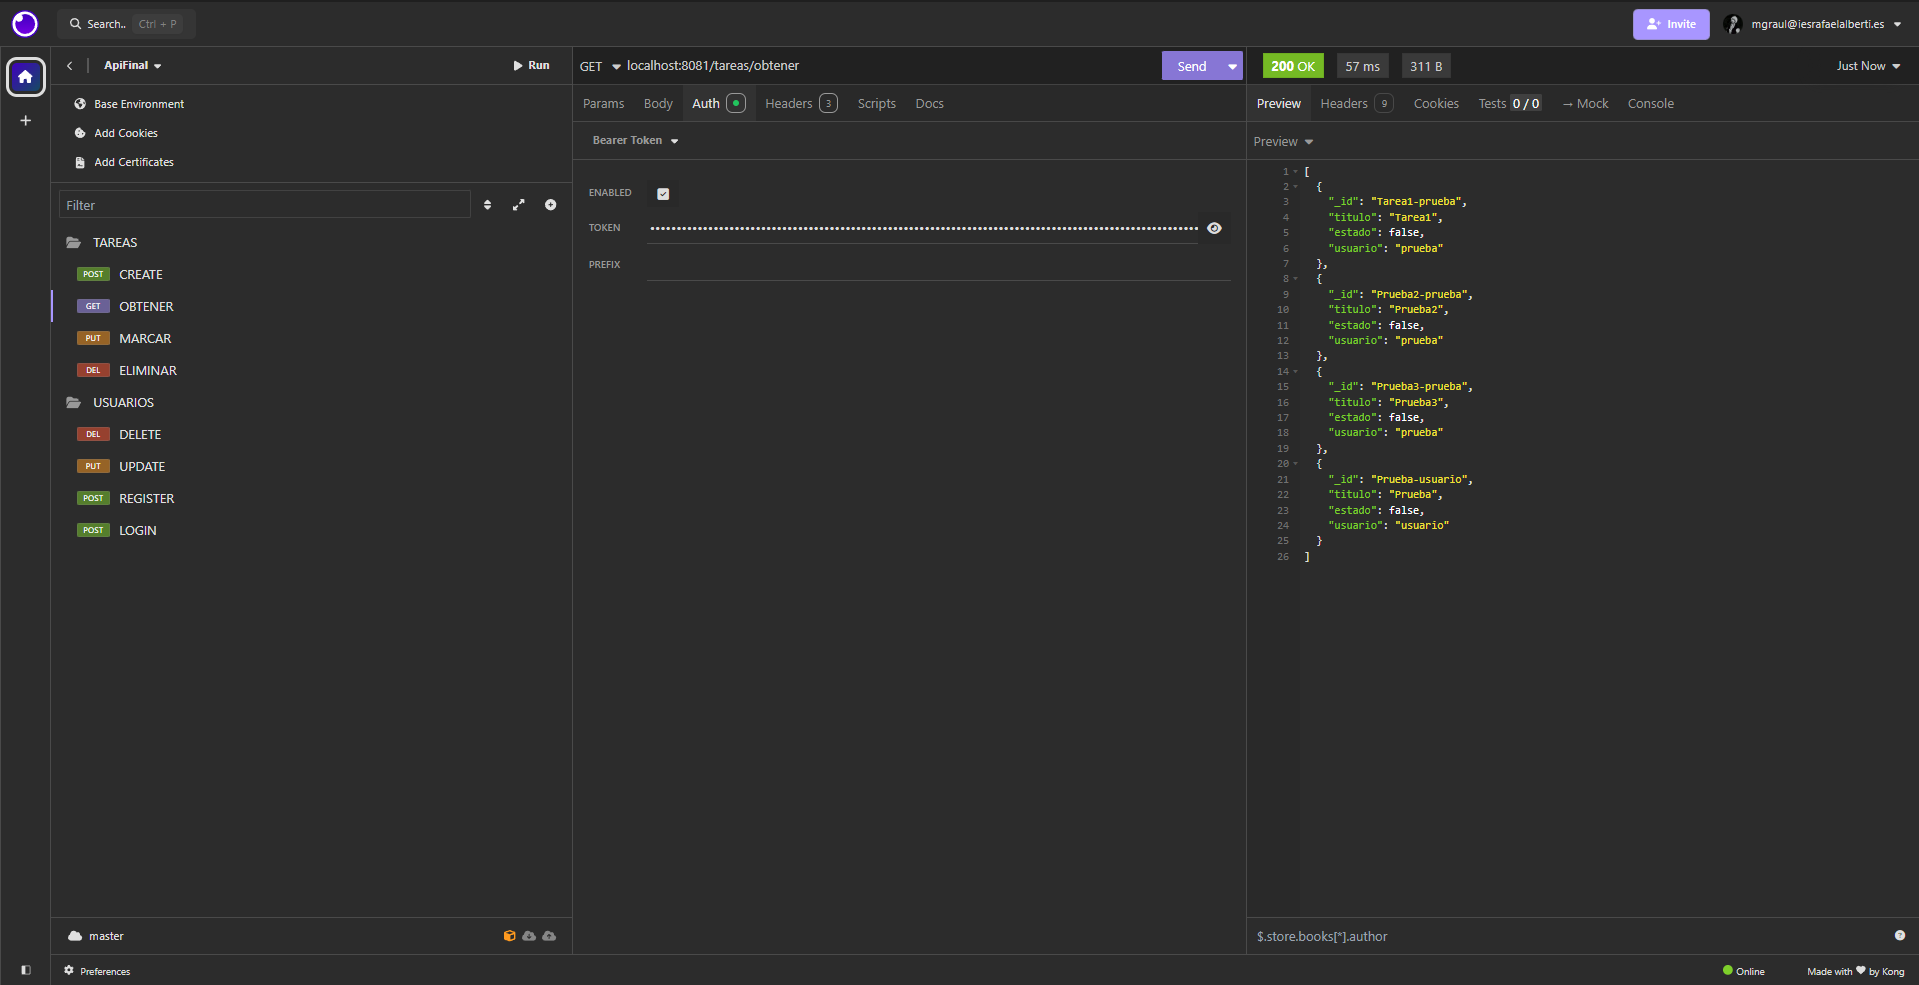 Search.. Ctrl + P
Invite
mgraul@iesrafaelalberti.es
ApiFinal
Run
Base Environment
Add Cookies
Add Certificates
Filter
TAREAS
POST CREATE
GET OBTENER
PUT MARCAR
DEL ELIMINAR
USUARIOS
DEL DELETE
PUT UPDATE
POST REGISTER
POST LOGIN
master
Preferences
GET localhost:8081/tareas/obtener
Send
Params Body Auth Headers 3 Scripts Docs
Bearer Token
ENABLED
TOKEN
PREFIX
200 OK 57 ms 311 B
Just Now
Preview Headers 9 Cookies Tests 0 / 0 → Mock Console
Preview
1 [
2 {
3 "_id": "Tarea1-prueba",
4 "titulo": "Tarea1",
5 "estado": false,
6 "usuario": "prueba"
7 },
8 {
9 "_id": "Prueba2-prueba",
10 "titulo": "Prueba2",
11 "estado": false,
12 "usuario": "prueba"
13 },
14 {
15 "_id": "Prueba3-prueba",
16 "titulo": "Prueba3",
17 "estado": false,
18 "usuario": "prueba"
19 },
20 {
21 "_id": "Prueba-usuario",
22 "titulo": "Prueba",
23 "estado": false,
24 "usuario": "usuario"
25 }
26 ]
$.store.books[*].author
Online
Made with ♥ by Kong